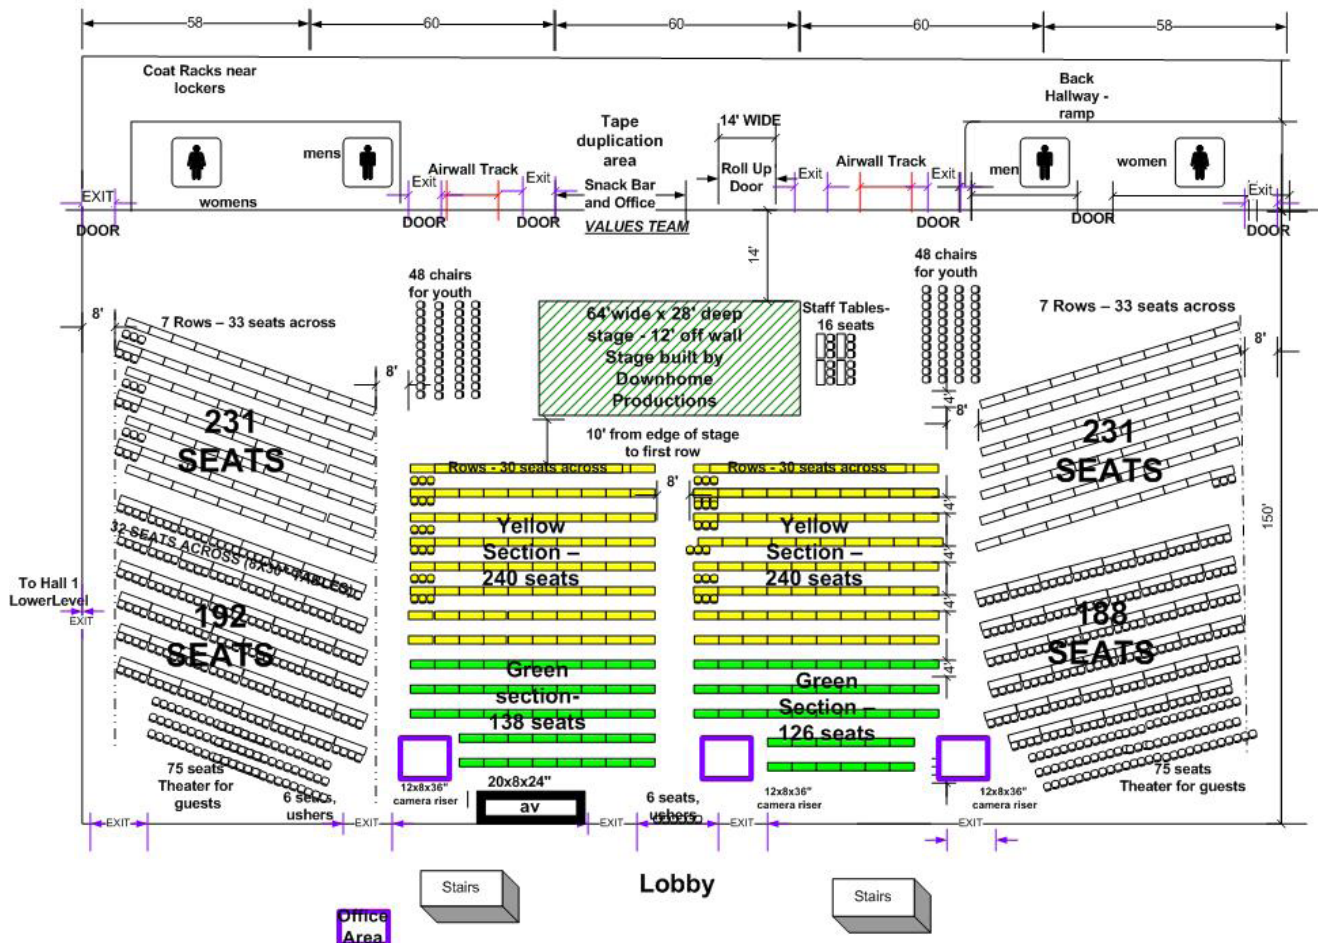 58
60
60
60
58
Coat Racks near
lockers
Back
Hallway -
ramp
Tape
duplication
area
14' WIDE
mens
womens
Airwall Track
Exit
Exit
Snack Bar
and Office
VALUES TEAM
Roll Up
Door
Exit
Airwall Track
Exit
men
women
Exit
EXIT
DOOR
DOOR
DOOR
DOOR
DOOR
DOOR
14'
48 chairs
for youth
48 chairs
for youth
8'
7 Rows – 33 seats across
64'wide x 28' deep
stage - 12' off wall
Stage built by
Downhome
Productions
Staff Tables-
16 seats
7 Rows – 33 seats across
8'
8'
4'
8'
150'
231
SEATS
10' from edge of stage
to first row
231
SEATS
Rows - 30 seats across
Rows - 30 seats across
8'
4'
4'
4'
4'
Yellow
Section –
240 seats
Yellow
Section –
240 seats
To Hall 1
LowerLevel
EXIT
192
SEATS
188
SEATS
Green
section-
138 seats
Green
Section –
126 seats
75 seats
Theater for
guests
6 seats,
ushers
12x8x36"
camera riser
20x8x24"
av
6 seats,
ushers
12x8x36"
camera riser
12x8x36"
camera riser
75 seats
Theater for guests
EXIT
EXIT
EXIT
EXIT
EXIT
Stairs
Lobby
Stairs
Office
Area